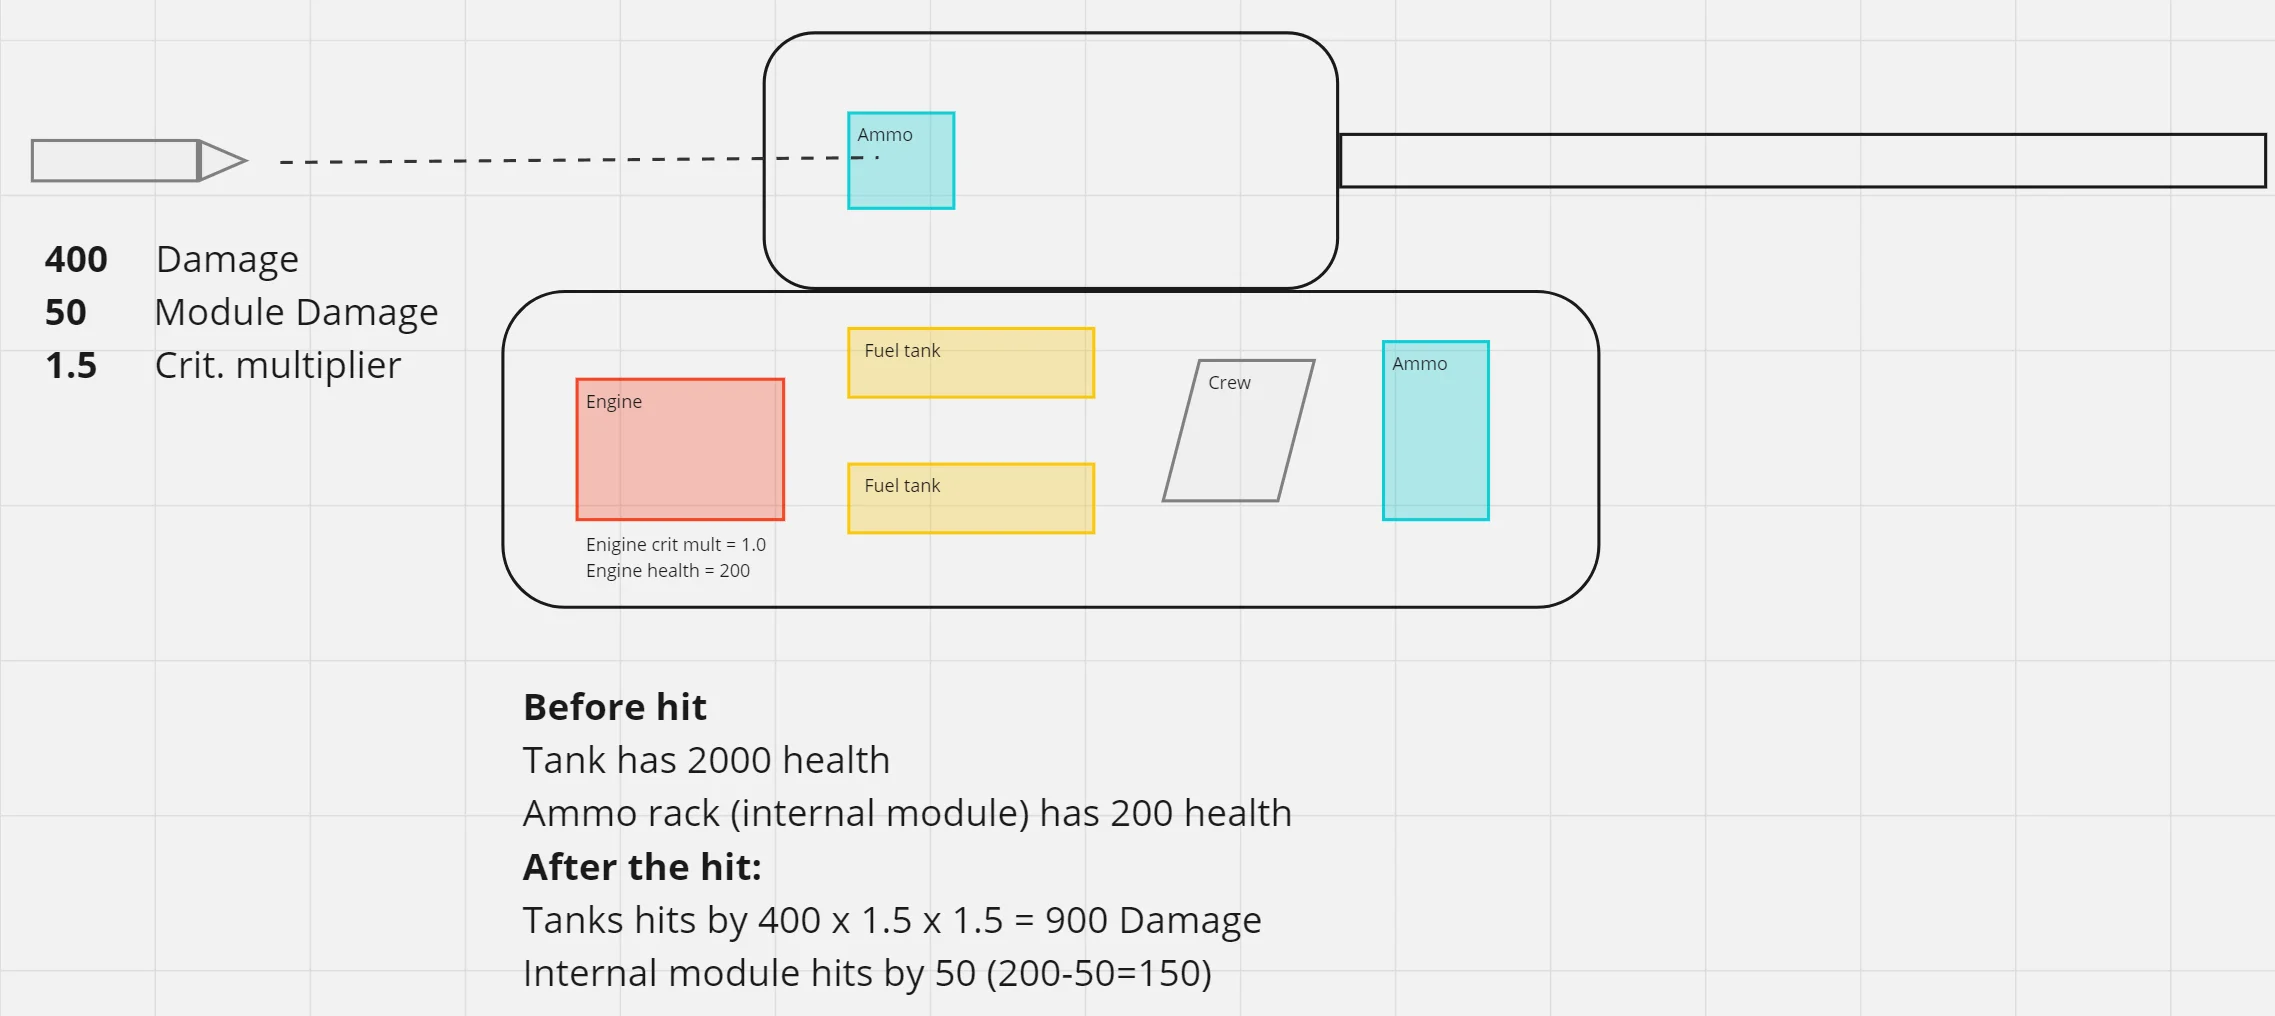 Ammo
400 Damage
50 Module Damage
1.5 Crit. multiplier
Fuel tank
Ammo
Crew
Engine
Fuel tank
Enigine crit mult = 1.0
Engine health = 200
Before hit
Tank has 2000 health
Ammo rack (internal module) has 200 health
After the hit:
Tanks hits by 400 x 1.5 x 1.5 = 900 Damage
Internal module hits by 50 (200-50=150)